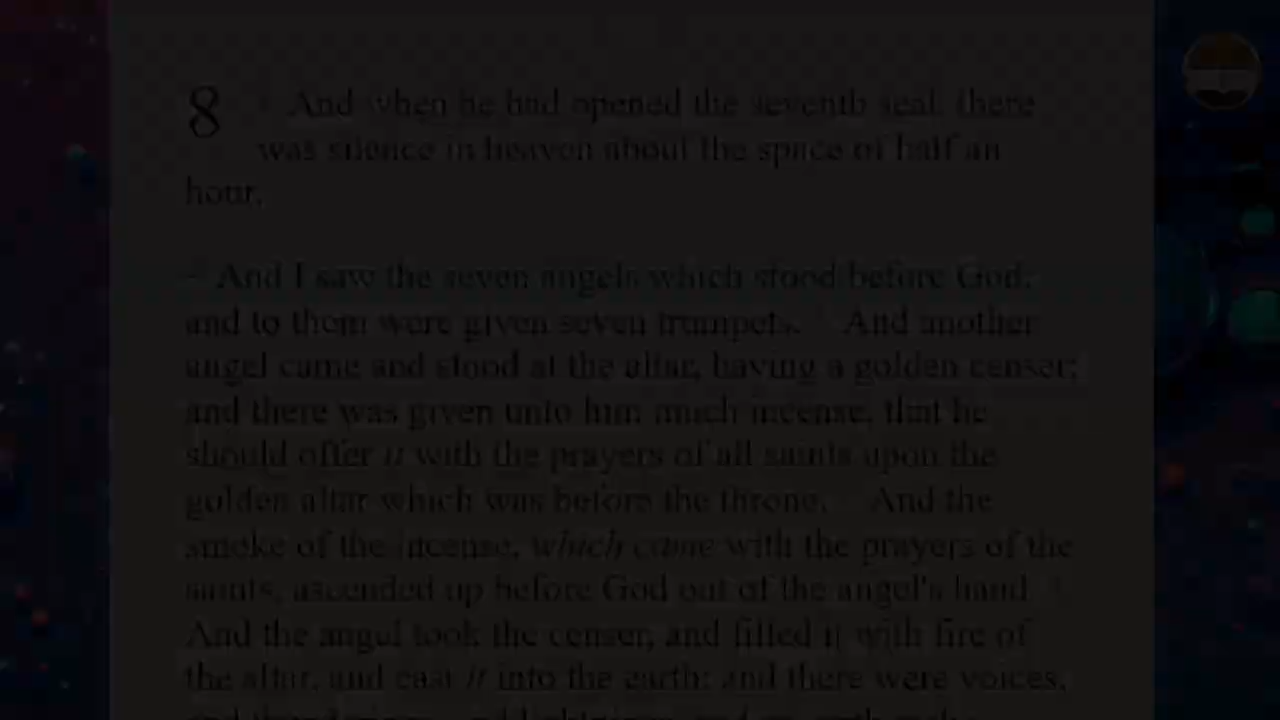 8 And when he had opened the seventh seal, there
was silence in heaven about the space of half an
hour.
And I saw the seven angels which stood before God;
and to them were given seven trumpets. And another
angel came and stood at the altar, having a golden censer;
and there was given unto him much incense, that he
should offer it with the prayers of all saints upon the
golden altar which was before the throne. And the
smoke of the incense, which came with the prayers of the
saints, ascended up before God out of the angel's hand.
And the angel took the censer, and filled it with fire of
the altar, and cast it into the earth: and there were voices,